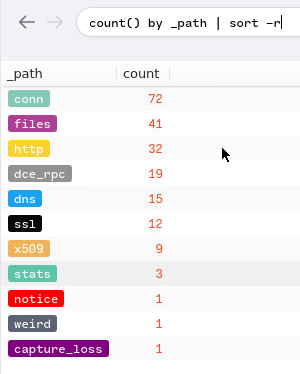 count() by _path | sort -r
_path count
conn 72
files 41
http 32
dce_rpc 19
dns 15
ssl 12
x509 9
stats 3
notice 1
weird 1
capture_loss 1